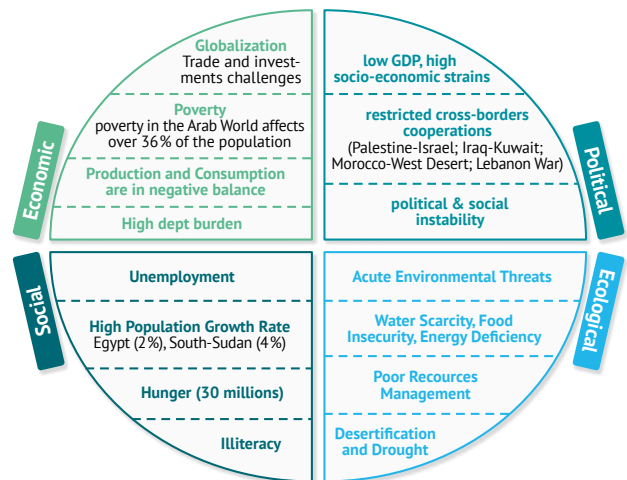 Economic
Globalization
Trade and invest-
ments challenges
Poverty
poverty in the Arab World affects
over 36% of the population
Production and Consumption
are in negative balance
High dept burden
Political
low GDP, high
socio-economic strains
restricted cross-borders
cooperations
(Palestine-Israel; Iraq-Kuwait;
Morocco-West Desert; Lebanon War)
political & social
instability
Social
Unemployment
High Population Growth Rate
Egypt (2%), South-Sudan (4%)
Hunger (30 millions)
Illiteracy
Ecological
Acute Environmental Threats
Water Scarcity, Food
Insecurity, Energy Deficiency
Poor Recources
Management
Desertification
and Drought